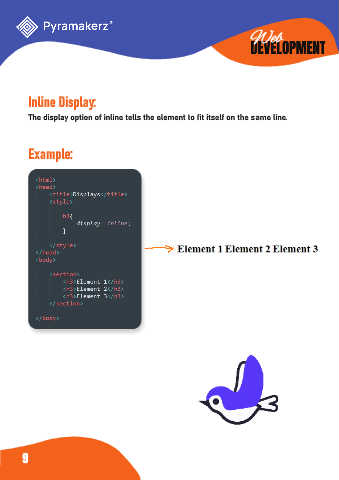 Pyramakerz
Web
DEVELOPMENT
Inline Display:
The display option of inline tells the element to fit itself on the same line.
Example:
<html>
<head>
<title>Displays</title>
<style>
h3{
display: inline;
}
</style>
</head>
<body>
<section>
<h3>Element 1</h3>
<h3>Element 2</h3>
<h3>Element 3</h3>
</section>
</body>
Element 1 Element 2 Element 3
9